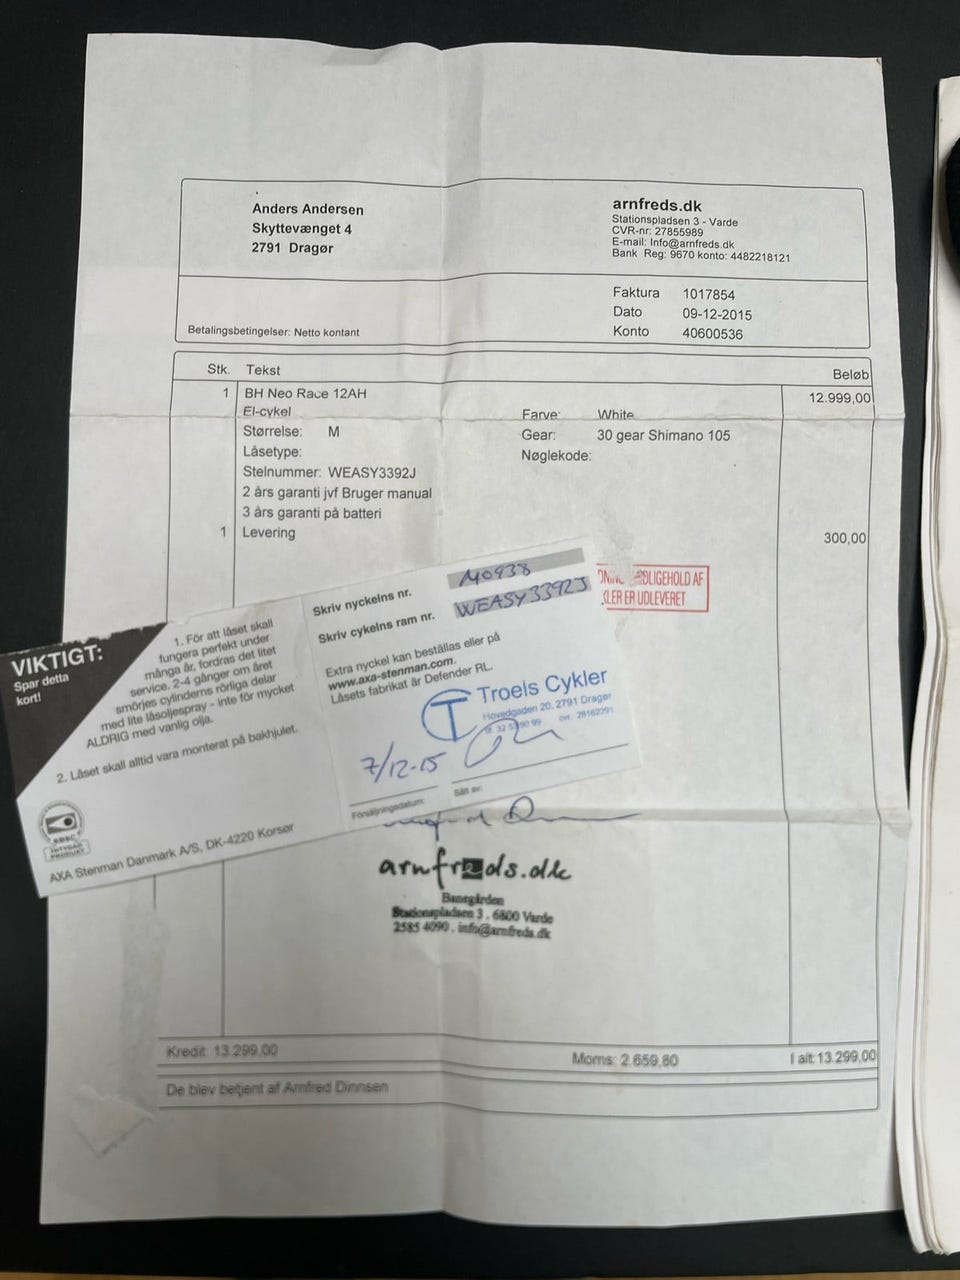 Anders Andersen
Skyttevænget 4
2791 Dragør
arnfreds.dk
Stationspladsen 3 - Varde
CVR-nr: 27855989
E-mail: Info@arnfreds.dk
Bank Reg: 9670 konto: 4482218121
Faktura 1017854
Dato 09-12-2015
Konto 40600536
Betalingsbetingelser: Netto kontant
Stk. Tekst Beløb
1 BH Neo Race 12AH 12.999,00
El-cykel Farve: White
Størrelse: M Gear: 30 gear Shimano 105
Låsetype: Nøglekode:
Stelnummer: WEASY3392J
2 års garanti jvf Bruger manual
3 års garanti på batteri
1 Levering 300,00
LIGEHOLD AF
ER UDLEVERET
VIKTIGT:
Spar detta
kort!
1. För att låset skall
fungera perfekt under
många år, fordras det litet
service. 2-4 gånger om året
smörjes cylinderns rörliga delar
med lite låsoljespray - inte för mycket
ALDRIG med vanlig olja.
2. Låset skall alltid vara monterat på bakhjulet.
AXA Stenman Danmark A/S, DK-4220 Korsør
Skriv nyckelns nr. M0938
Skriv cykelns ram nr. WEASY3392J
Extra nyckel kan beställas eller på
www.axa-stenman.com.
Låsets fabrikat är Defender RL.
T Troels Cykler
Hovedgaden 20, 2791 Dragør
7/12-15
Försäljningsdatum: Sålt av:
arnfreds.dk
Banegården
Stationspladsen 3 . 6800 Varde
2585 4090 . info@arnfreds.dk
Kredit: 13.299,00 Moms: 2.659,80 I alt: 13.299,00
De blev betjent af Arnfred Dinnsen